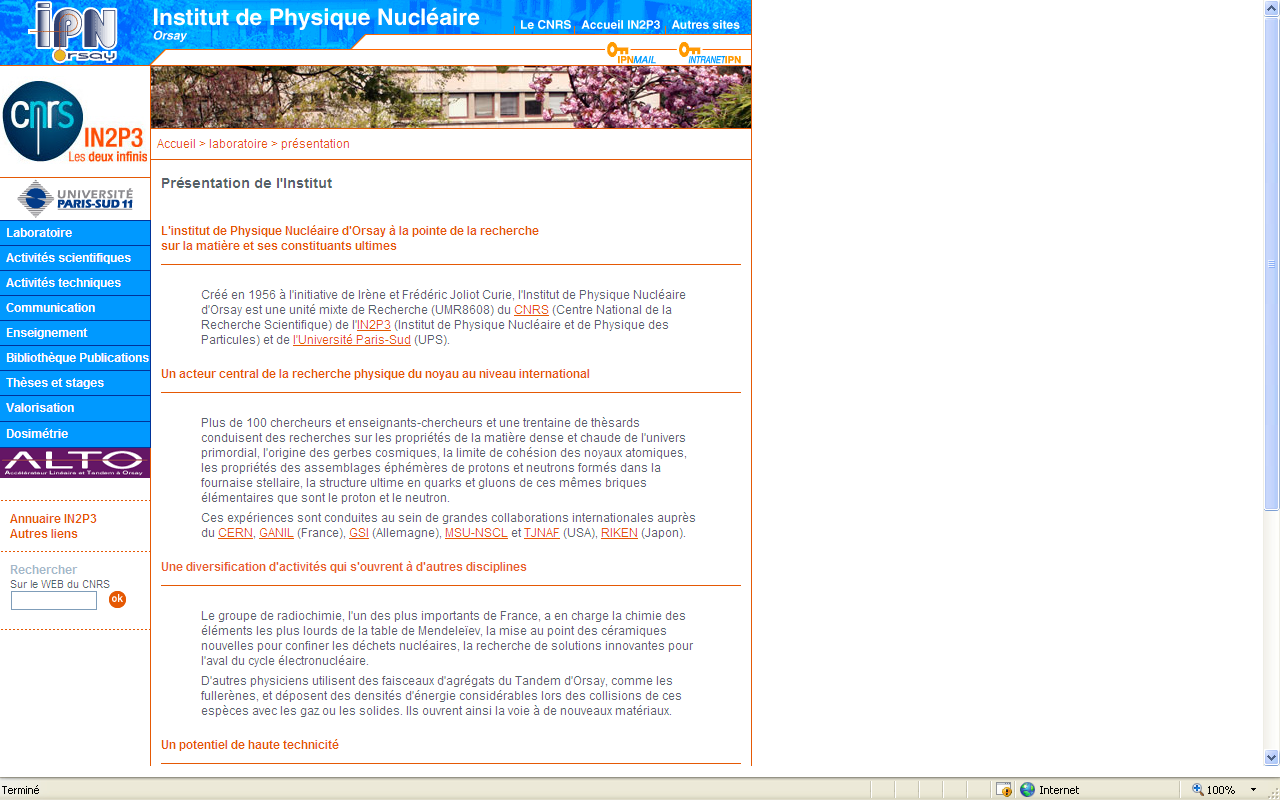 IPN
Orsay
Institut de Physique Nucléaire
Orsay
Le CNRS
Accueil IN2P3
Autres sites
IPNMAIL
INTRANETIPN
cnrs
IN2P3
Les deux infinis
Accueil > laboratoire > présentation
UNIVERSITÉ
PARIS-SUD 11
Laboratoire
Activités scientifiques
Activités techniques
Communication
Enseignement
Bibliothèque Publications
Thèses et stages
Valorisation
Dosimétrie
ALTO
Accélérateur Linéaire et Tandem à Orsay
Annuaire IN2P3
Autres liens
Rechercher
Sur le WEB du CNRS
ok
Présentation de l'Institut
L'institut de Physique Nucléaire d'Orsay à la pointe de la recherche
sur la matière et ses constituants ultimes
Créé en 1956 à l'initiative de Irène et Frédéric Joliot Curie, l'Institut de Physique Nucléaire
d'Orsay est une unité mixte de Recherche (UMR8608) du CNRS (Centre National de la
Recherche Scientifique) de l'IN2P3 (Institut de Physique Nucléaire et de Physique des
Particules) et de l'Université Paris-Sud (UPS).
Un acteur central de la recherche physique du noyau au niveau international
Plus de 100 chercheurs et enseignants-chercheurs et une trentaine de thèsards
conduisent des recherches sur les propriétés de la matière dense et chaude de l'univers
primordial, l'origine des gerbes cosmiques, la limite de cohésion des noyaux atomiques,
les propriétés des assemblages éphémères de protons et neutrons formés dans la
fournaise stellaire, la structure ultime en quarks et gluons de ces mêmes briques
élémentaires que sont le proton et le neutron.
Ces expériences sont conduites au sein de grandes collaborations internationales auprès
du CERN, GANIL (France), GSI (Allemagne), MSU-NSCL et TJNAF (USA), RIKEN (Japon).
Une diversification d'activités qui s'ouvrent à d'autres disciplines
Le groupe de radiochimie, l'un des plus importants de France, a en charge la chimie des
éléments les plus lourds de la table de Mendeleïev, la mise au point des céramiques
nouvelles pour confiner les déchets nucléaires, la recherche de solutions innovantes pour
l'aval du cycle électronucléaire.
D'autres physiciens utilisent des faisceaux d'agrégats du Tandem d'Orsay, comme les
fullerènes, et déposent des densités d'énergie considérables lors des collisions de ces
espèces avec les gaz ou les solides. Ils ouvrent ainsi la voie à de nouveaux matériaux.
Un potentiel de haute technicité
Terminé
Internet
100%